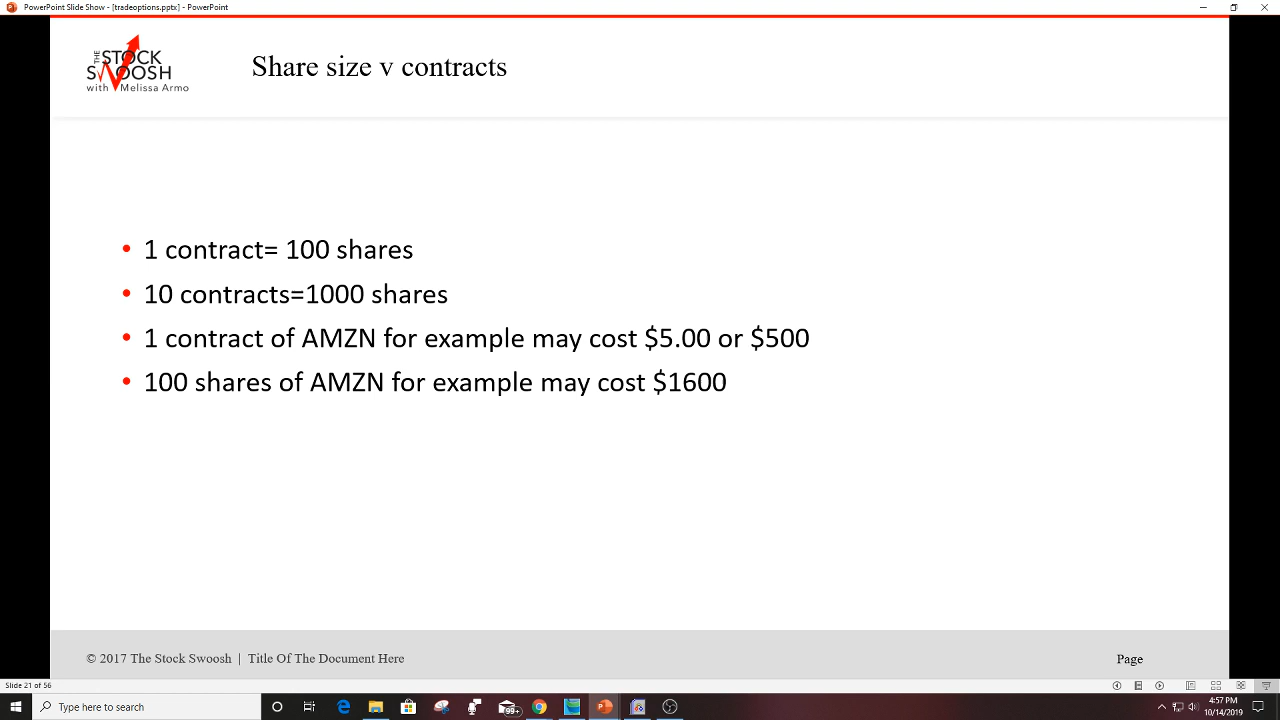 PowerPoint Slide Show - [tradeoptions.pptx] - PowerPoint
THE STOCK
SWOOSH
with Melissa Armo
Share size v contracts
• 1 contract= 100 shares
• 10 contracts=1000 shares
• 1 contract of AMZN for example may cost $5.00 or $500
• 100 shares of AMZN for example may cost $1600
© 2017 The Stock Swoosh | Title Of The Document Here
Page
Slide 21 of 56
Type here to search
99+
4:57 PM
10/14/2019